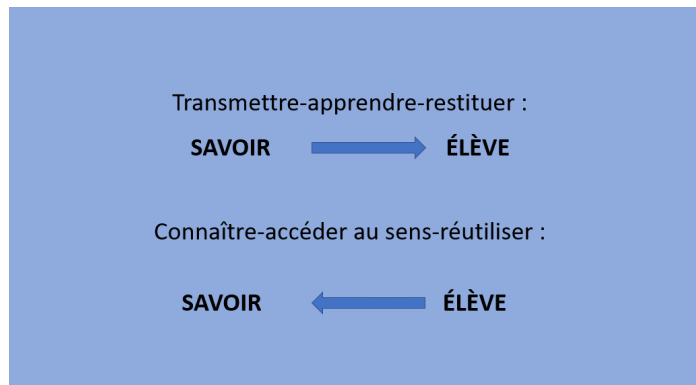 Transmettre-apprendre-restituer :
SAVOIR ÉLÈVE
Connaître-accéder au sens-réutiliser :
SAVOIR ÉLÈVE